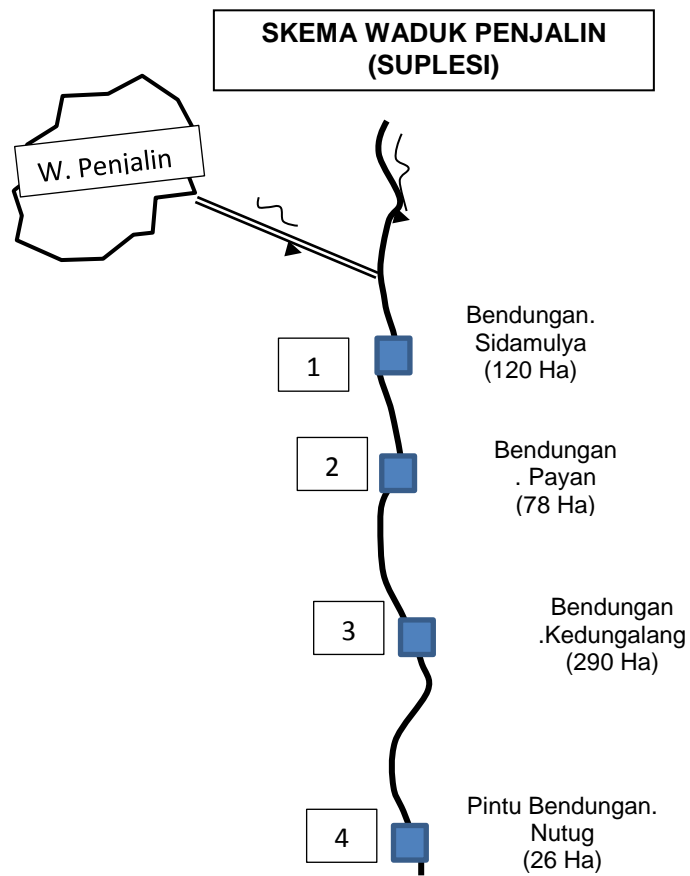 SKEMA WADUK PENJALIN
(SUPLESI)
W. Penjalin
Bendungan.
Sidamulya
(120 Ha)
1
Bendungan
. Payan
(78 Ha)
2
Bendungan
.Kedungalang
(290 Ha)
3
Pintu Bendungan.
Nutug
(26 Ha)
4